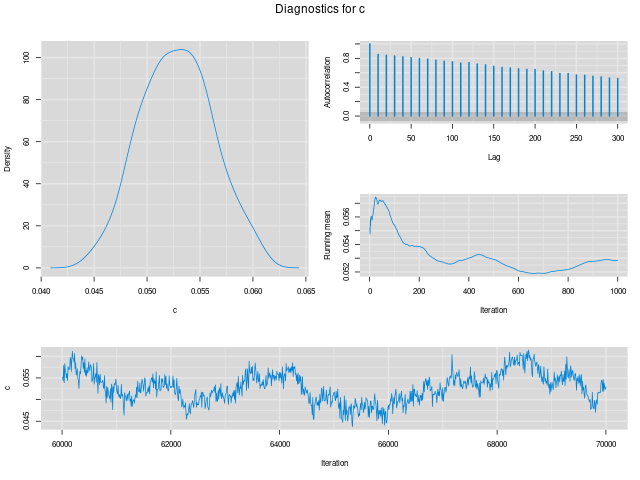 Diagnostics for c
Density
0 20 40 60 80 100
0.040 0.045 0.050 0.055 0.060 0.065
c
Autocorrelation
0.0 0.4 0.8
0 50 100 150 200 250 300
Lag
Running mean
0.052 0.054 0.056
0 200 400 600 800 1000
Iteration
c
0.045 0.055
60000 62000 64000 66000 68000 70000
Iteration